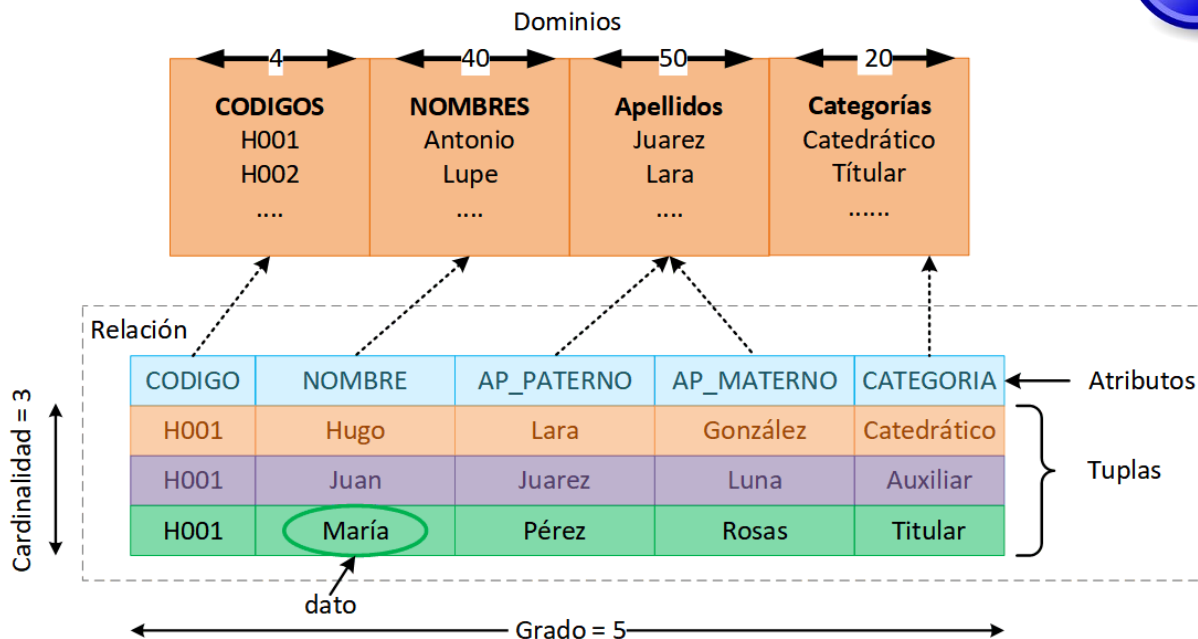 Dominios
4 40 50 20
CODIGOS NOMBRES Apellidos Categorías
H001 Antonio Juarez Catedrático
H002 Lupe Lara Títular
.... .... .... ......
Relación
CODIGO NOMBRE AP_PATERNO AP_MATERNO CATEGORIA Atributos
H001 Hugo Lara González Catedrático
H001 Juan Juarez Luna Auxiliar
H001 María Pérez Rosas Titular
Tuplas
Cardinalidad = 3
dato
Grado = 5